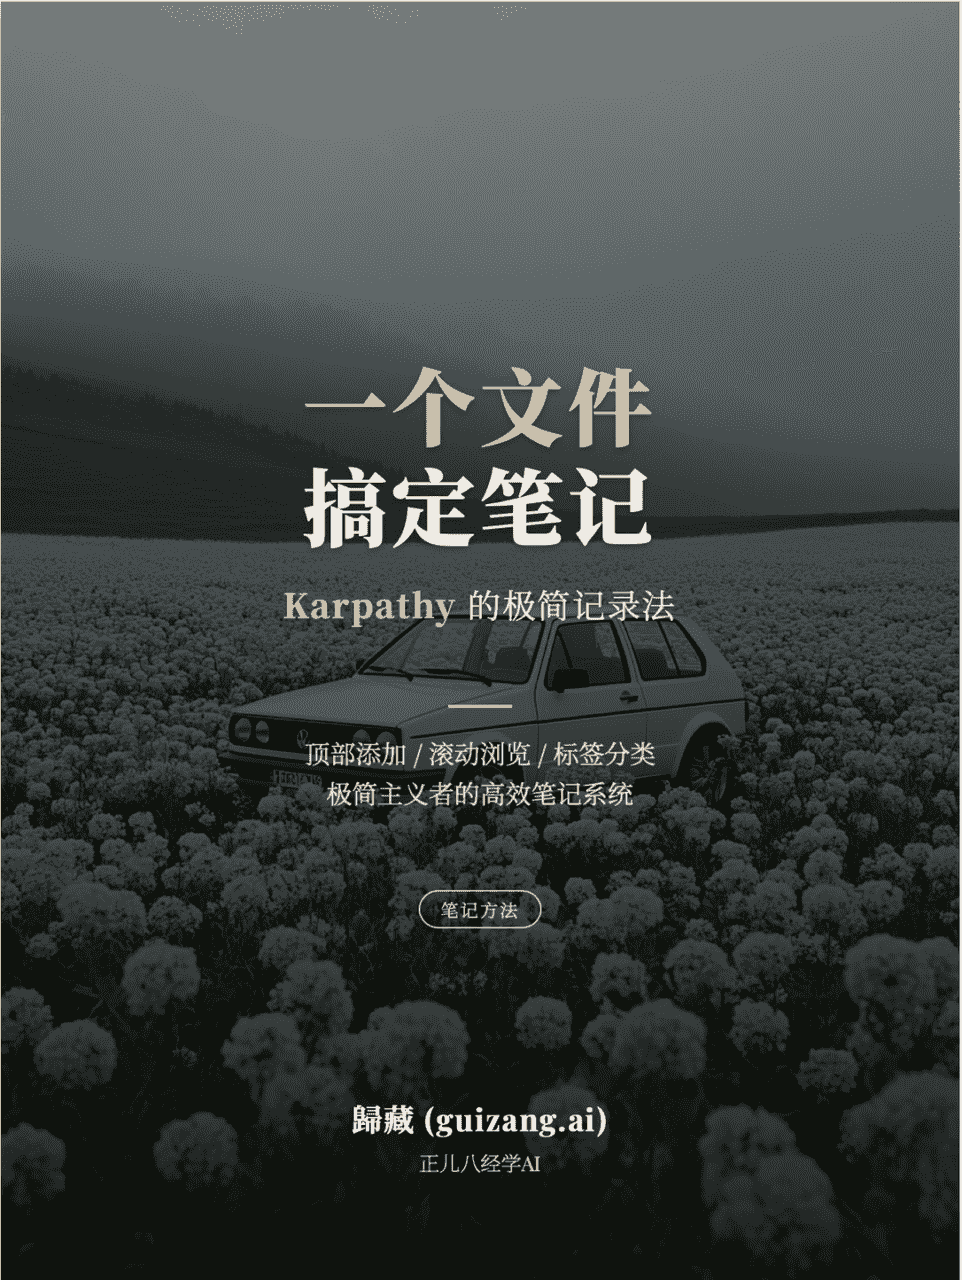 一个文件
搞定笔记
Karpathy 的极简记录法
顶部添加 / 滚动浏览 / 标签分类
极简主义者的高效笔记系统
笔记方法
歸藏 (guizang.ai)
正儿八经学AI